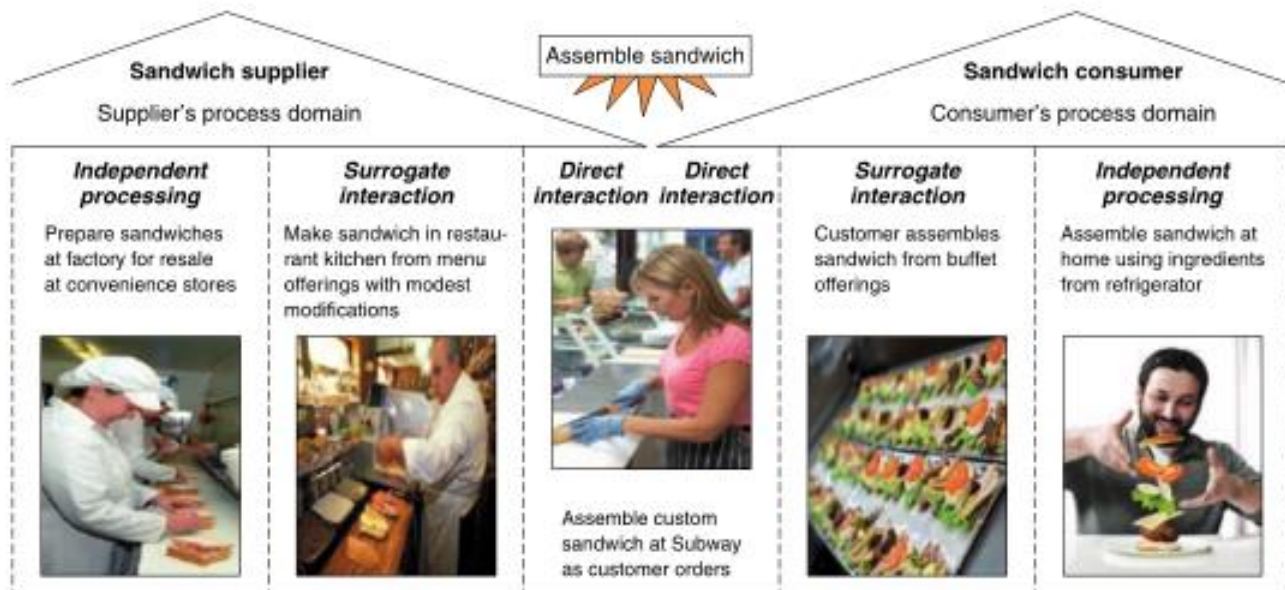 Assemble sandwich
Sandwich supplier
Supplier's process domain
Sandwich consumer
Consumer's process domain
Independent
processing
Prepare sandwiches
at factory for resale
at convenience stores
Surrogate
interaction
Make sandwich in restau-
rant kitchen from menu
offerings with modest
modifications
Direct
interaction
Direct
interaction
Assemble custom
sandwich at Subway
as customer orders
Surrogate
interaction
Customer assembles
sandwich from buffet
offerings
Independent
processing
Assemble sandwich at
home using ingredients
from refrigerator